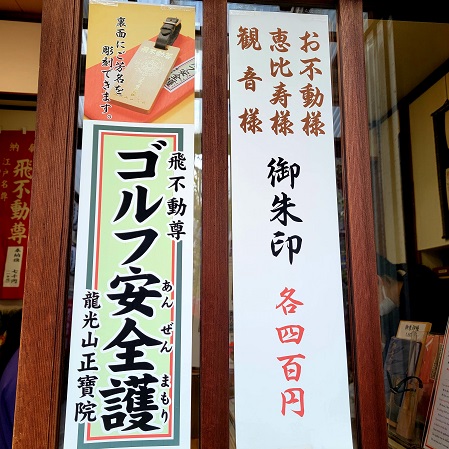 お不動様
恵比寿様
観音様
御朱印
各四百円
裏面にご芳名を
彫刻できます。
飛不動尊
ゴルフ安全護
あんぜんまもり
龍光山正寶院
飛不動尊